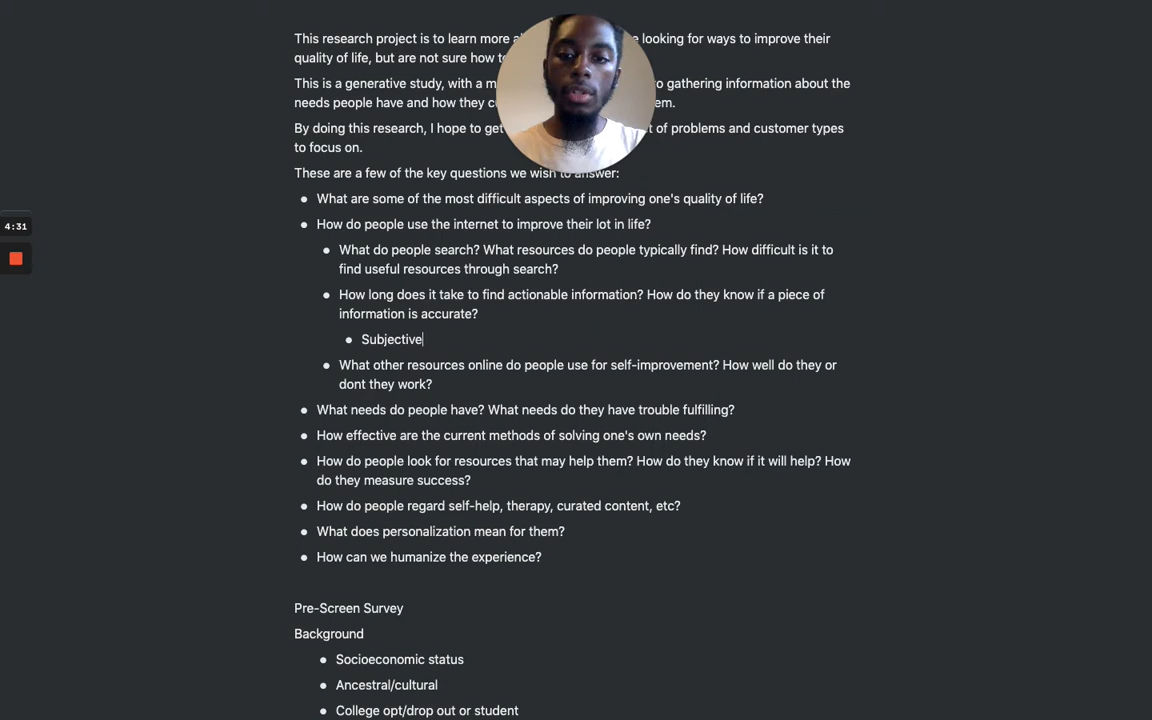 This research project is to learn more looking for ways to improve their
quality of life, but are not sure how
This is a generative study, with a gathering information about the
needs people have and how they
By doing this research, I hope to get of problems and customer types
to focus on.
These are a few of the key questions we wish to answer:
● What are some of the most difficult aspects of improving one's quality of life?
● How do people use the internet to improve their lot in life?
4:31
● What do people search? What resources do people typically find? How difficult is it to
find useful resources through search?
● How long does it take to find actionable information? How do they know if a piece of
information is accurate?
● Subjective
● What other resources online do people use for self-improvement? How well do they or
dont they work?
● What needs do people have? What needs do they have trouble fulfilling?
● How effective are the current methods of solving one's own needs?
● How do people look for resources that may help them? How do they know if it will help? How
do they measure success?
● How do people regard self-help, therapy, curated content, etc?
● What does personalization mean for them?
● How can we humanize the experience?
Pre-Screen Survey
Background
● Socioeconomic status
● Ancestral/cultural
● College opt/drop out or student